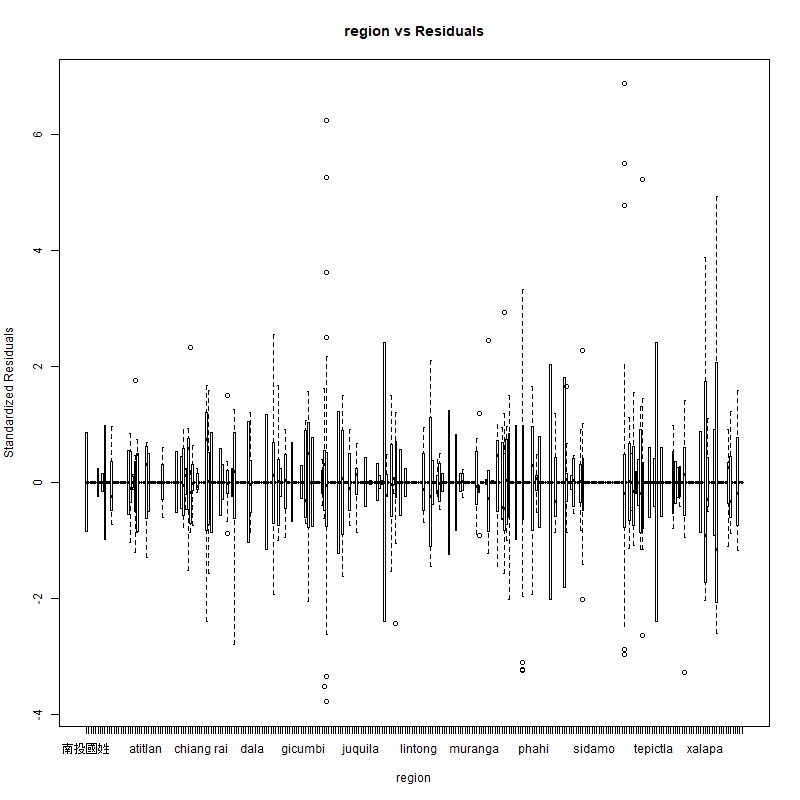 region vs Residuals
Standardized Residuals
6
4
2
0
-2
-4
南投國姓 atitlan chiang rai dala gicumbi juquila lintong muranga phahi sidamo tepictla xalapa
region